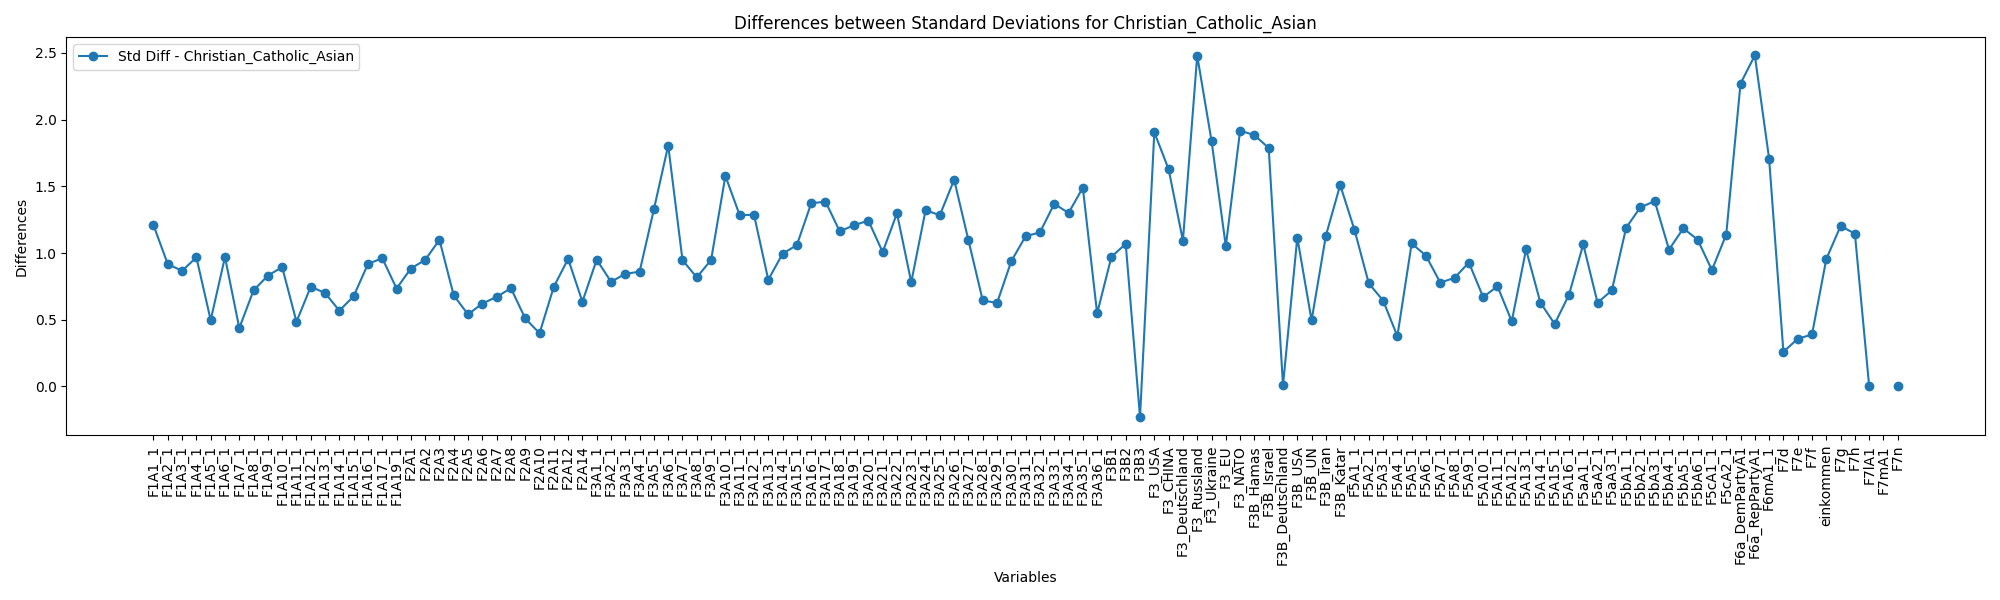 Differences between Standard Deviations for Christian_Catholic_Asian
Std Diff - Christian_Catholic_Asian
Differences
2.5
2.0
1.5
1.0
0.5
0.0
F1A1_1
F1A2_1
F1A3_1
F1A4_1
F1A5_1
F1A6_1
F1A7_1
F1A8_1
F1A9_1
F1A10_1
F1A11_1
F1A12_1
F1A13_1
F1A14_1
F1A15_1
F1A16_1
F1A17_1
F1A19_1
F2A1
F2A2
F2A3
F2A4
F2A5
F2A6
F2A7
F2A8
F2A9
F2A10
F2A11
F2A12
F2A14
F3A1_1
F3A2_1
F3A3_1
F3A4_1
F3A5_1
F3A6_1
F3A7_1
F3A8_1
F3A9_1
F3A10_1
F3A11_1
F3A12_1
F3A13_1
F3A14_1
F3A15_1
F3A16_1
F3A17_1
F3A18_1
F3A19_1
F3A20_1
F3A21_1
F3A22_1
F3A23_1
F3A24_1
F3A25_1
F3A26_1
F3A27_1
F3A28_1
F3A29_1
F3A30_1
F3A31_1
F3A32_1
F3A33_1
F3A34_1
F3A35_1
F3A36_1
F3B1
F3B2
F3B3
F3_USA
F3_CHINA
F3_Deutschland
F3_Russland
F3_Ukraine
F3_EU
F3_NATO
F3B_Hamas
F3B_Israel
F3B_Deutschland
F3B_USA
F3B_UN
F3B_Iran
F3B_Katar
F5A1_1
F5A2_1
F5A3_1
F5A4_1
F5A5_1
F5A6_1
F5A7_1
F5A8_1
F5A9_1
F5A10_1
F5A11_1
F5A12_1
F5A13_1
F5A14_1
F5A15_1
F5A16_1
F5aA1_1
F5aA2_1
F5aA3_1
F5bA1_1
F5bA2_1
F5bA3_1
F5bA4_1
F5bA5_1
F5bA6_1
F5cA1_1
F5cA2_1
F6a_DemPartyA1
F6a_RepPartyA1
F6mA1_1
F7d
F7e
F7f
einkommen
F7g
F7h
F7lA1
F7mA1
F7n
Variables